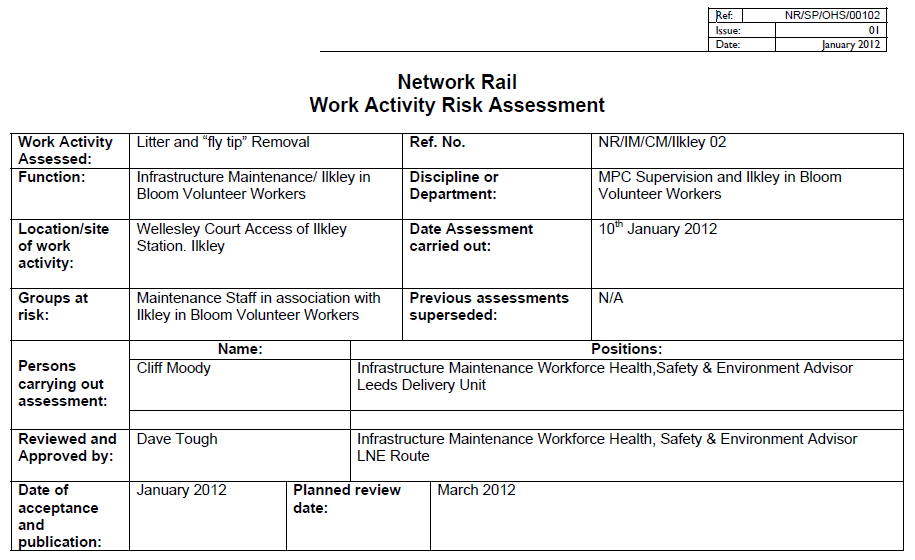 Ref: NR/SP/OHS/00102
Issue: 01
Date: January 2012
Network Rail
Work Activity Risk Assessment
Work Activity Assessed: Litter and “fly tip” Removal Ref. No. NR/IM/CM/Ilkley 02
Function: Infrastructure Maintenance/ Ilkley in Bloom Volunteer Workers Discipline or Department: MPC Supervision and Ilkley in Bloom Volunteer Workers
Location/site of work activity: Wellesley Court Access of Ilkley Station. Ilkley Date Assessment carried out: 10th January 2012
Groups at risk: Maintenance Staff in association with Ilkley in Bloom Volunteer Workers Previous assessments superseded: N/A
Persons carrying out assessment: Name: Positions:
Cliff Moody Infrastructure Maintenance Workforce Health,Safety & Environment Advisor Leeds Delivery Unit
Reviewed and Approved by: Dave Tough Infrastructure Maintenance Workforce Health, Safety & Environment Advisor LNE Route
Date of acceptance and publication: January 2012 Planned review date: March 2012